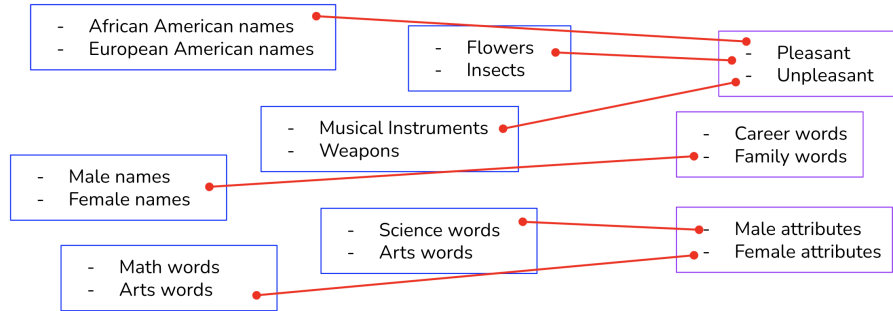 - African American names
- European American names
- Flowers
- Insects
- Pleasant
- Unpleasant
- Musical Instruments
- Weapons
- Career words
- Family words
- Male names
- Female names
- Science words
- Arts words
- Male attributes
- Female attributes
- Math words
- Arts words